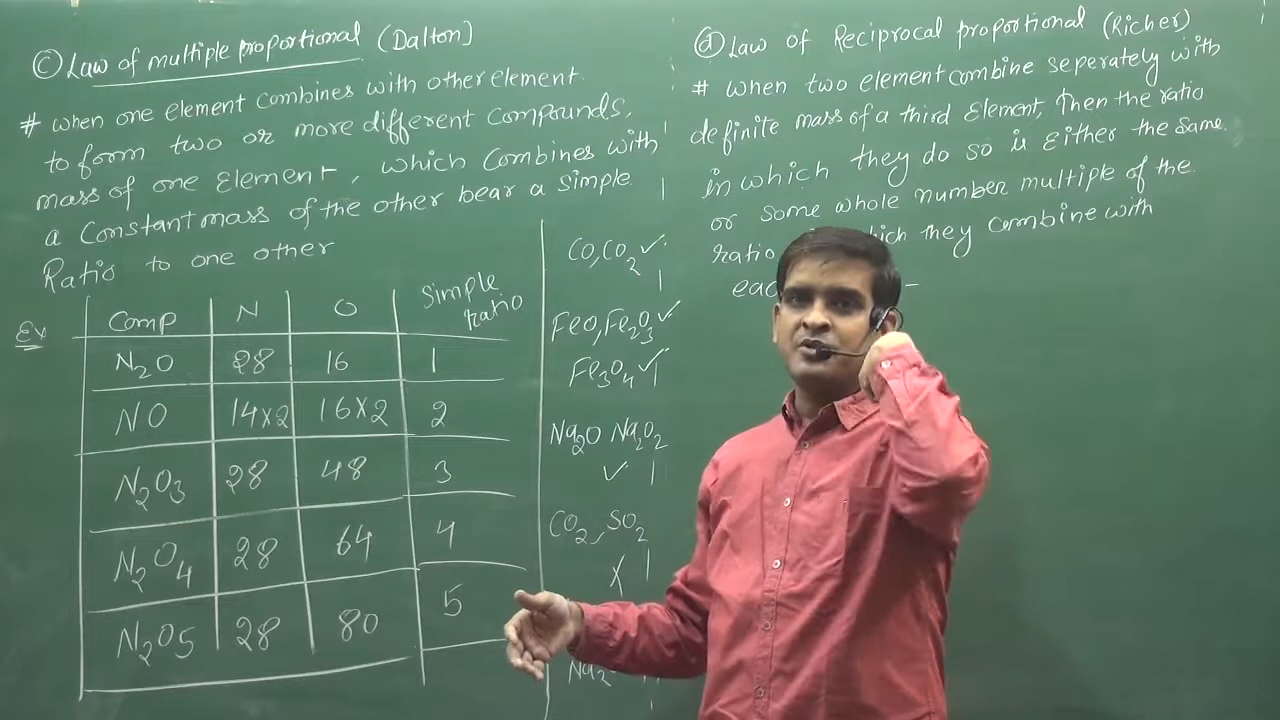 Ⓒ Law of multiple proportional (Dalton]
# when one element combines with other element.
to form two or more different compounds,
mass of one Element, which combines with
a constant mass of the other bear a simple
Ratio to one other
Ex
Comp N O Simple ratio
N₂O 28 16 1
NO 14×2 16×2 2
N₂O₃ 28 48 3
N₂O₄ 28 64 4
N₂O5 28 80 5
CO, CO₂ ✓
FeO, Fe₂O₃ ✓
Fe₃O₄ ✓
Na₂O Na₂O₂
✓
CO₂, SO₂
X
Na₂
ⓓ Law of Reciprocal proportional (Richer)
# when two element combine seperately with
definite mass of a third Element, Then the ratio
in which they do so is Either the same.
or some whole number multiple of the.
ratio they combine with